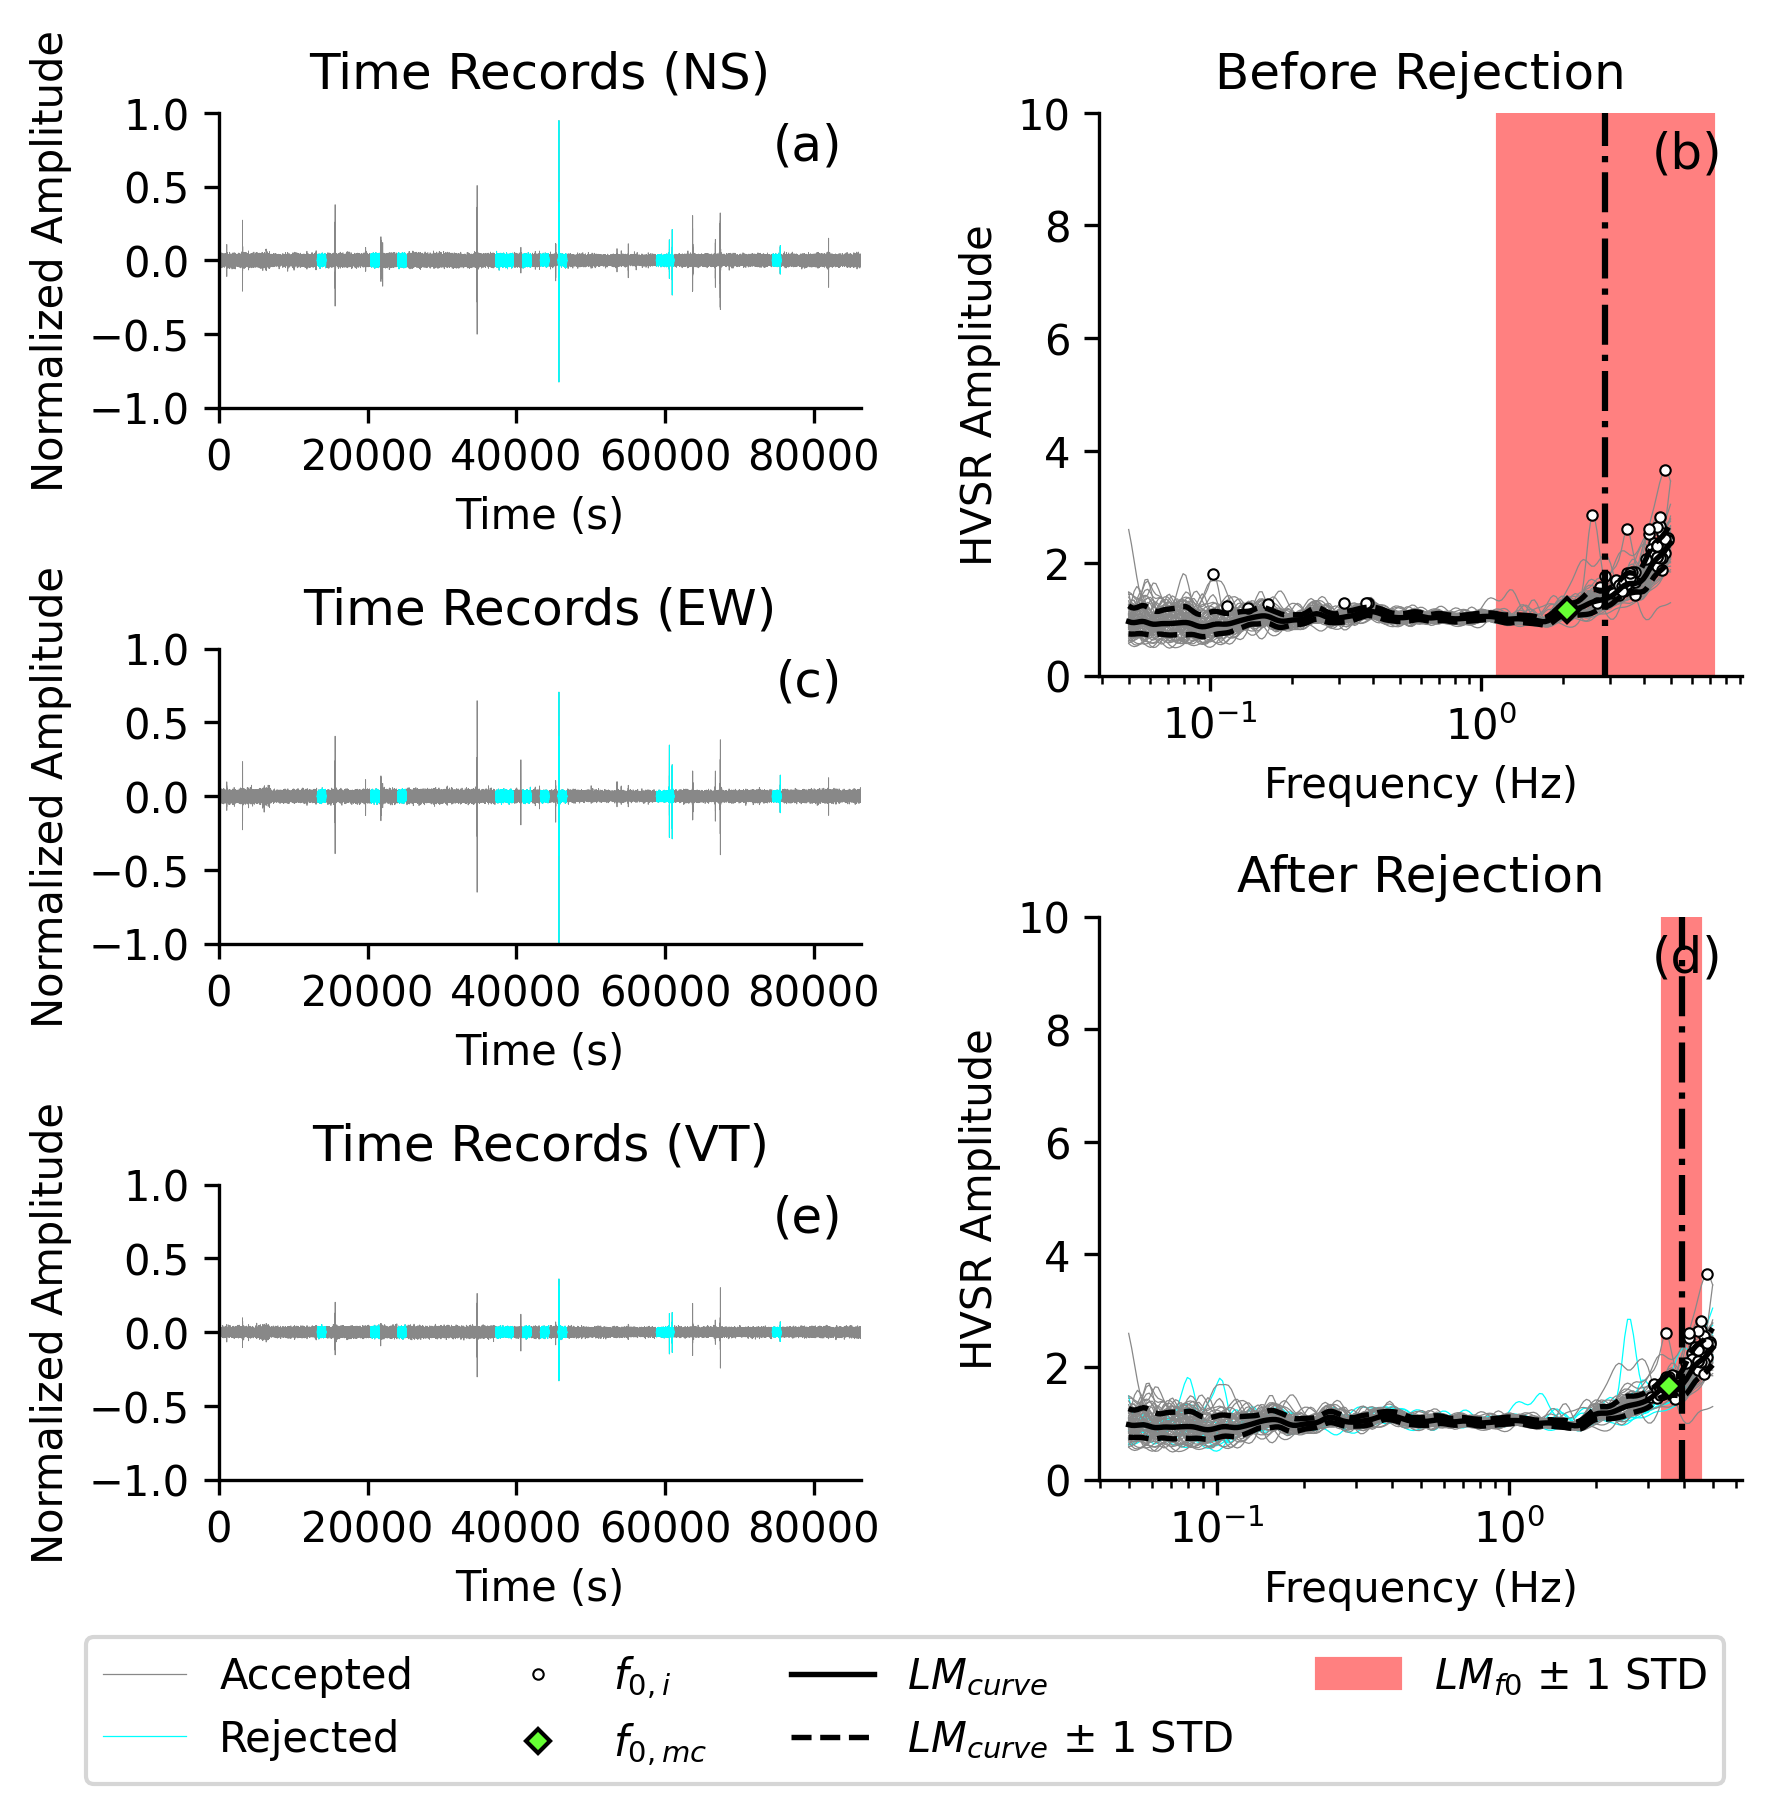 Time Records (NS)
Normalized Amplitude
1.0
0.5
0.0
−0.5
−1.0
(a)
0 20000 40000 60000 80000
Time (s)
Before Rejection
HVSR Amplitude
10
8
6
4
2
0
(b)
10⁻¹ 10⁰
Frequency (Hz)
Time Records (EW)
Normalized Amplitude
1.0
0.5
0.0
−0.5
−1.0
(c)
0 20000 40000 60000 80000
Time (s)
After Rejection
HVSR Amplitude
10
8
6
4
2
0
(d)
10⁻¹ 10⁰
Frequency (Hz)
Time Records (VT)
Normalized Amplitude
1.0
0.5
0.0
−0.5
−1.0
(e)
0 20000 40000 60000 80000
Time (s)
Accepted
Rejected
f0,i
f0,mc
LMcurve
LMcurve ± 1 STD
LMf0 ± 1 STD